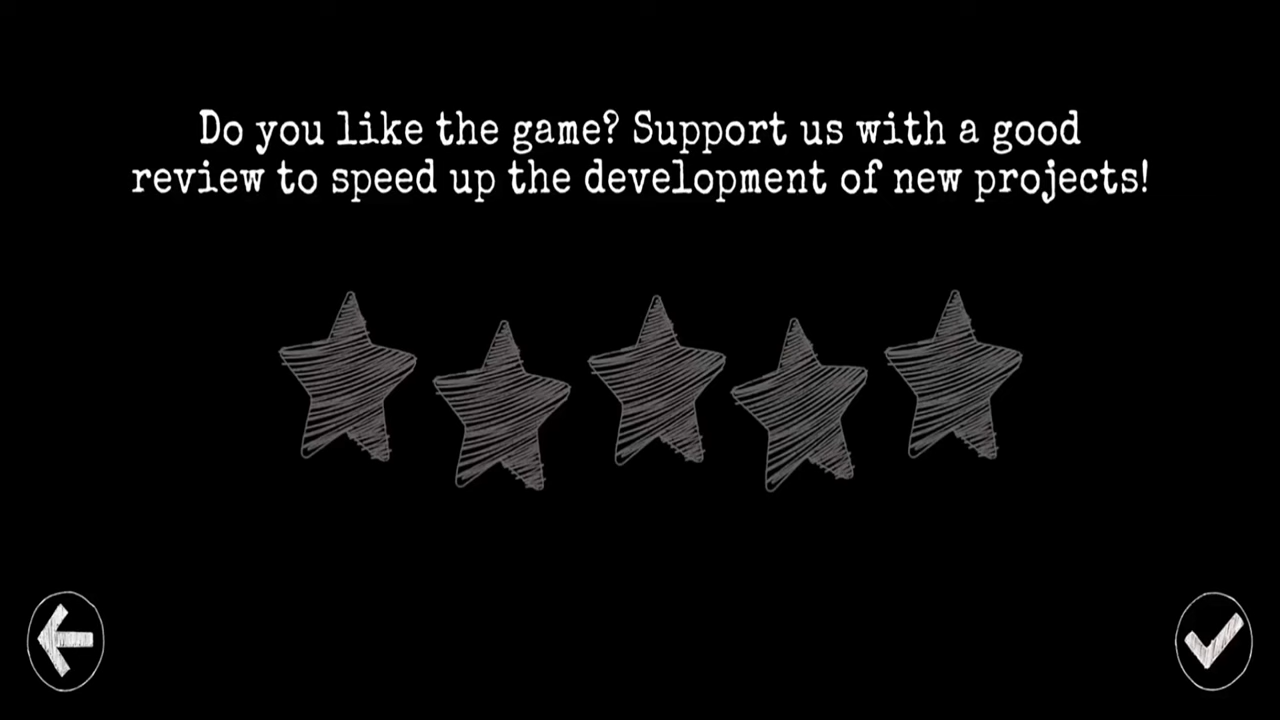 Do you like the game? Support us with a good
review to speed up the development of new projects!